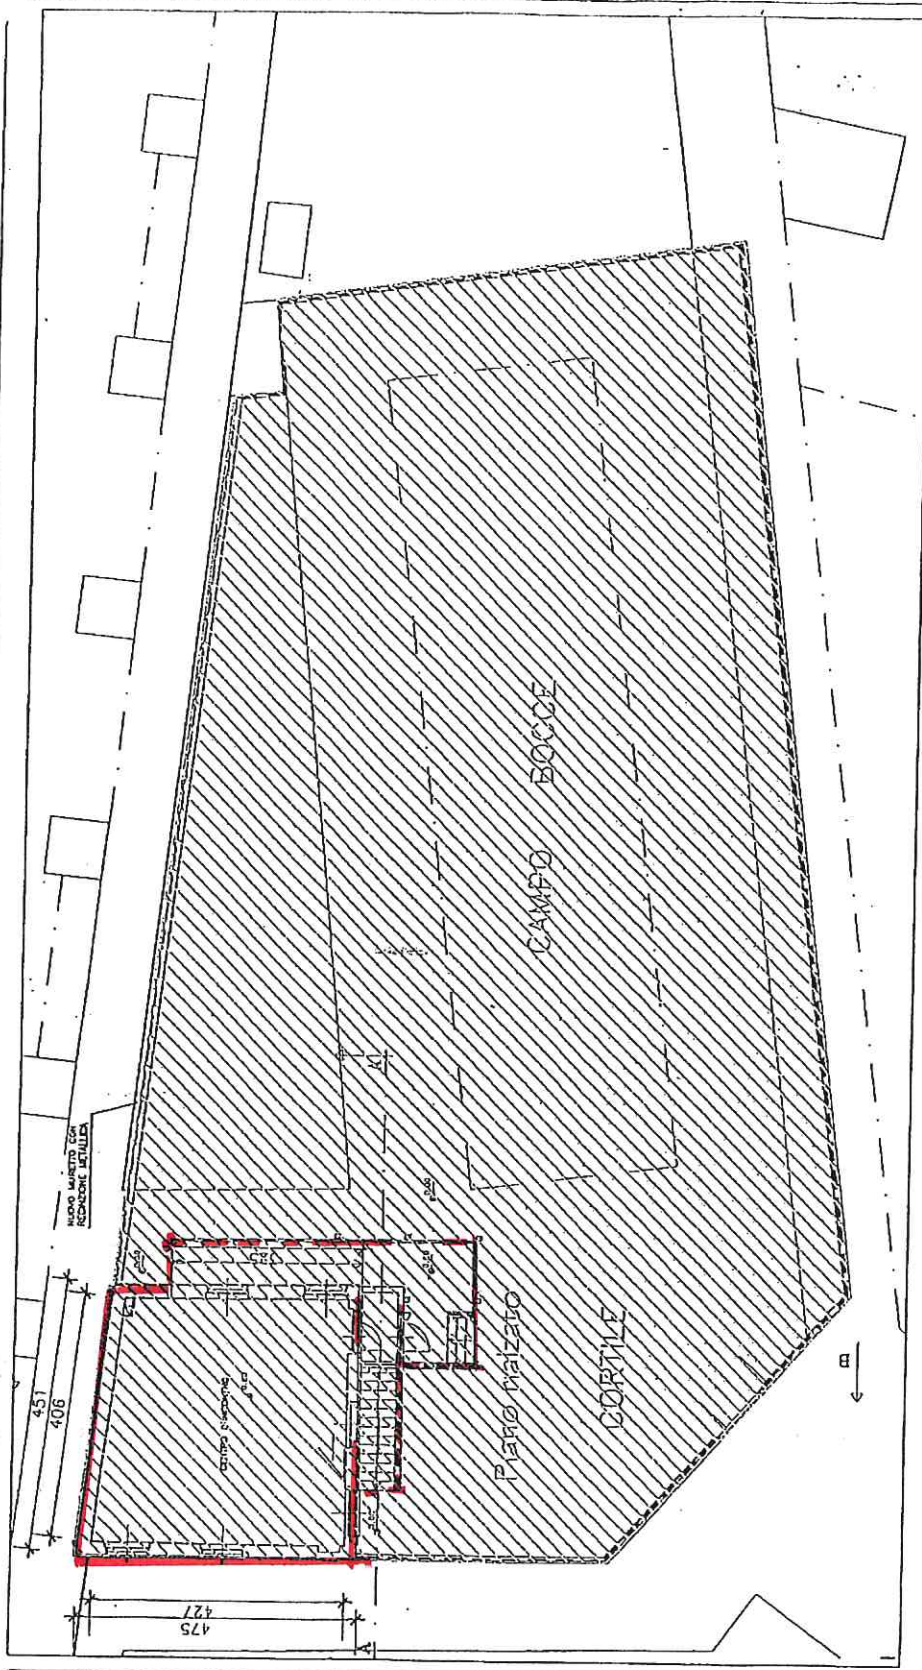 NUOVO MURETTO CON
RECINZIONE METALLICA
451
406
475
427
CAMPO BOCCE
Piano rialzato
CORTILE
A
A'
B